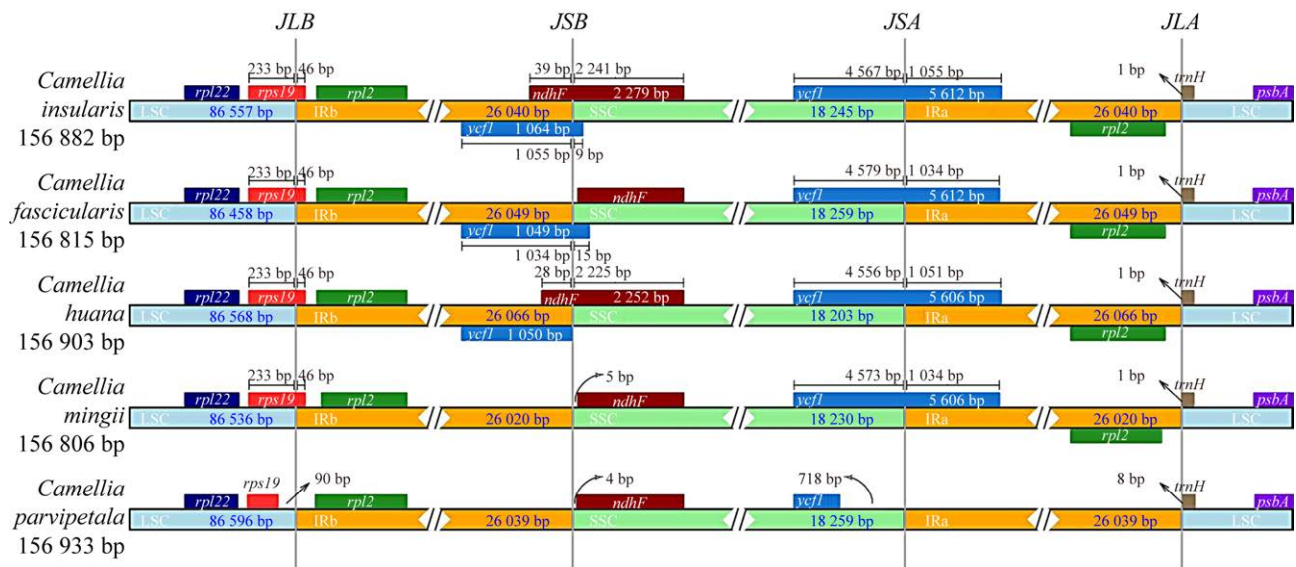 JLB JSB JSA JLA
233 bp 46 bp 39 bp 2 241 bp 4 567 bp 1 055 bp 1 bp trnH
Camellia rpl22 rps19 rpl2 ndhF 2 279 bp ycf1 5 612 bp psbA
insularis LSC 86 557 bp IRb 26 040 bp SSC 18 245 bp IRa 26 040 bp LSC
156 882 bp ycf1 1 064 bp rpl2
1 055 bp 9 bp
233 bp 46 bp 4 579 bp 1 034 bp 1 bp trnH
Camellia rpl22 rps19 rpl2 ndhF ycf1 5 612 bp psbA
fascicularis LSC 86 458 bp IRb 26 049 bp SSC 18 259 bp IRa 26 049 bp LSC
156 815 bp ycf1 1 049 bp rpl2
1 034 bp 15 bp
233 bp 46 bp 28 bp 2 225 bp 4 556 bp 1 051 bp 1 bp trnH
Camellia rpl22 rps19 rpl2 ndhF 2 252 bp ycf1 5 606 bp psbA
huana LSC 86 568 bp IRb 26 066 bp SSC 18 203 bp IRa 26 066 bp LSC
156 903 bp ycf1 1 050 bp rpl2
233 bp 46 bp 5 bp 4 573 bp 1 034 bp 1 bp trnH
Camellia rpl22 rps19 rpl2 ndhF ycf1 5 606 bp psbA
mingii LSC 86 536 bp IRb 26 020 bp SSC 18 230 bp IRa 26 020 bp LSC
156 806 bp rpl2
rps19 90 bp 4 bp 718 bp 8 bp trnH
Camellia rpl22 rpl2 ndhF ycf1 psbA
parvipetala LSC 86 596 bp IRb 26 039 bp SSC 18 259 bp IRa 26 039 bp LSC
156 933 bp